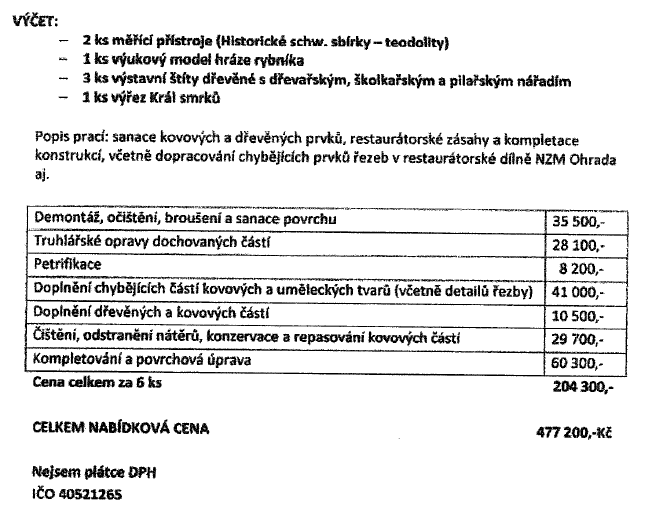 VÝČET:
– 2 ks měřící přístroje (Historické schw. sbírky – teodolity)
– 1 ks výukový model hráze rybníka
– 3 ks výstavní štíty dřevěné s dřevařským, školkařským a pilařským nářadím
– 1 ks výřez Král smrků
Popis prací: sanace kovových a dřevěných prvků, restaurátorské zásahy a kompletace
konstrukcí, včetně dopracování chybějících prvků řezeb v restaurátorské dílně NZM Ohrada
aj.
Demontáž, očištění, broušení a sanace povrchu 35 500,-
Truhlářské opravy dochovaných částí 28 100,-
Petrifikace 8 200,-
Doplnění chybějících částí kovových a uměleckých tvarů (včetně detailů řezby) 41 000,-
Doplnění dřevěných a kovových částí 10 500,-
Čištění, odstranění nátěrů, konzervace a repasování kovových částí 29 700,-
Kompletování a povrchová úprava 60 300,-
Cena celkem za 6 ks 204 300,-
CELKEM NABÍDKOVÁ CENA 477 200,-Kč
Nejsem plátce DPH
IČO 40521265